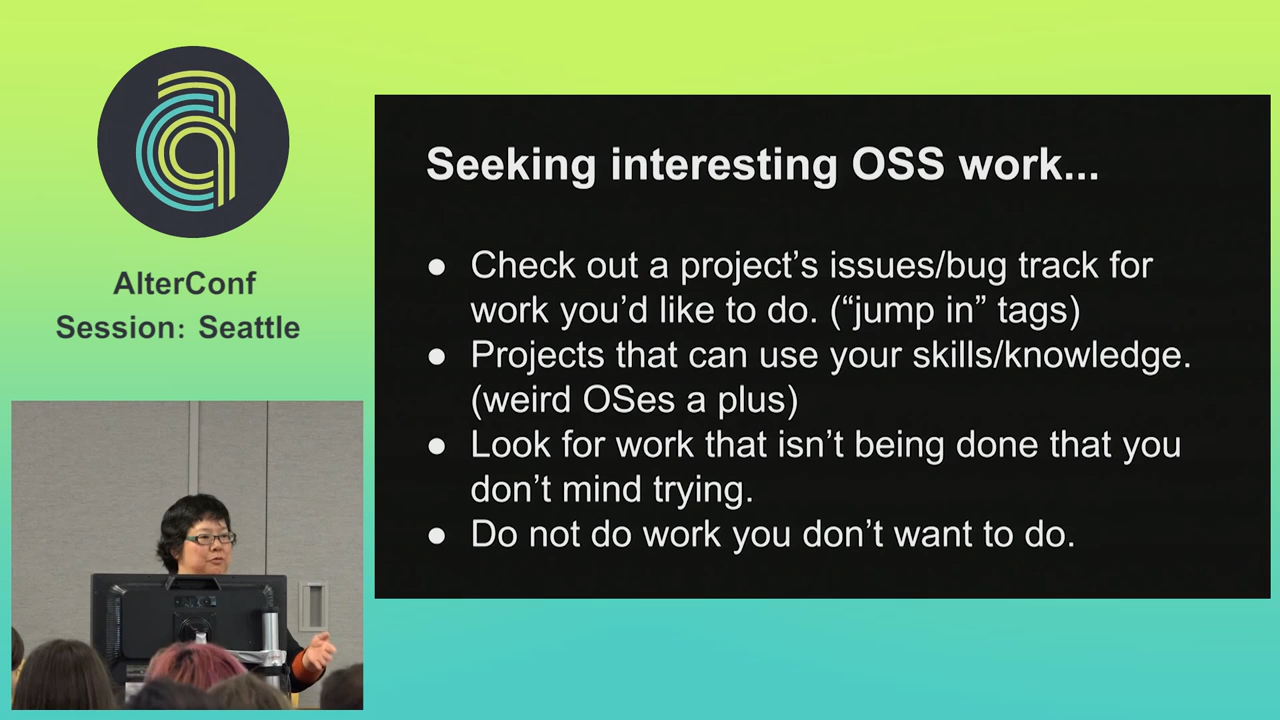 AlterConf
Session: Seattle
Seeking interesting OSS work...
● Check out a project’s issues/bug track for
work you’d like to do. (“jump in” tags)
● Projects that can use your skills/knowledge.
(weird OSes a plus)
● Look for work that isn’t being done that you
don’t mind trying.
● Do not do work you don’t want to do.